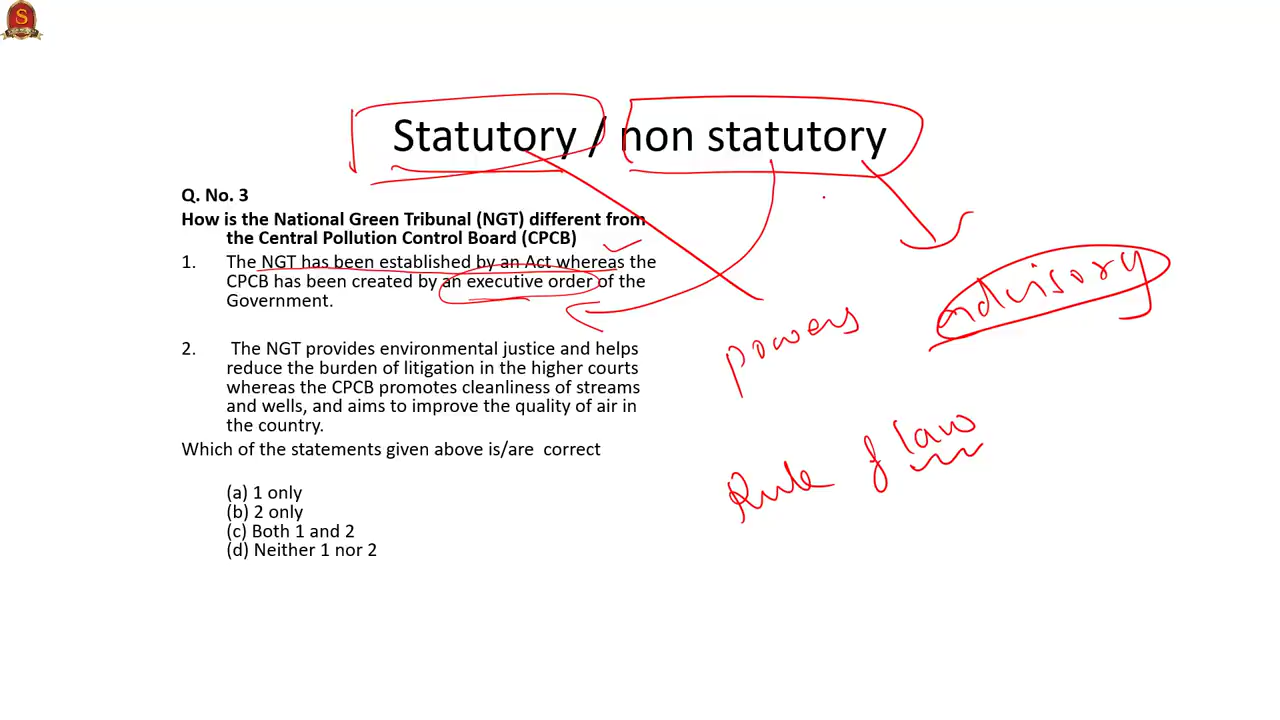 S
Statutory / non statutory
Q. No. 3
How is the National Green Tribunal (NGT) different from
the Central Pollution Control Board (CPCB)
1. The NGT has been established by an Act whereas the
CPCB has been created by an executive order of the
Government.
2. The NGT provides environmental justice and helps
reduce the burden of litigation in the higher courts
whereas the CPCB promotes cleanliness of streams
and wells, and aims to improve the quality of air in
the country.
Which of the statements given above is/are correct
(a) 1 only
(b) 2 only
(c) Both 1 and 2
(d) Neither 1 nor 2
advisory
powers
Rule of law